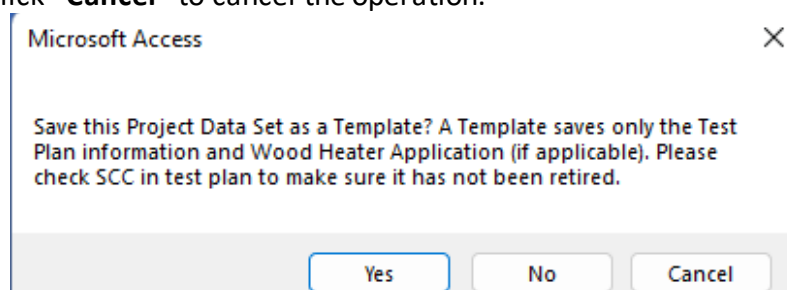 lick "Cancel" to cancel the operation.
Microsoft Access
Save this Project Data Set as a Template? A Template saves only the Test
Plan information and Wood Heater Application (if applicable). Please
check SCC in test plan to make sure it has not been retired.
Yes No Cancel